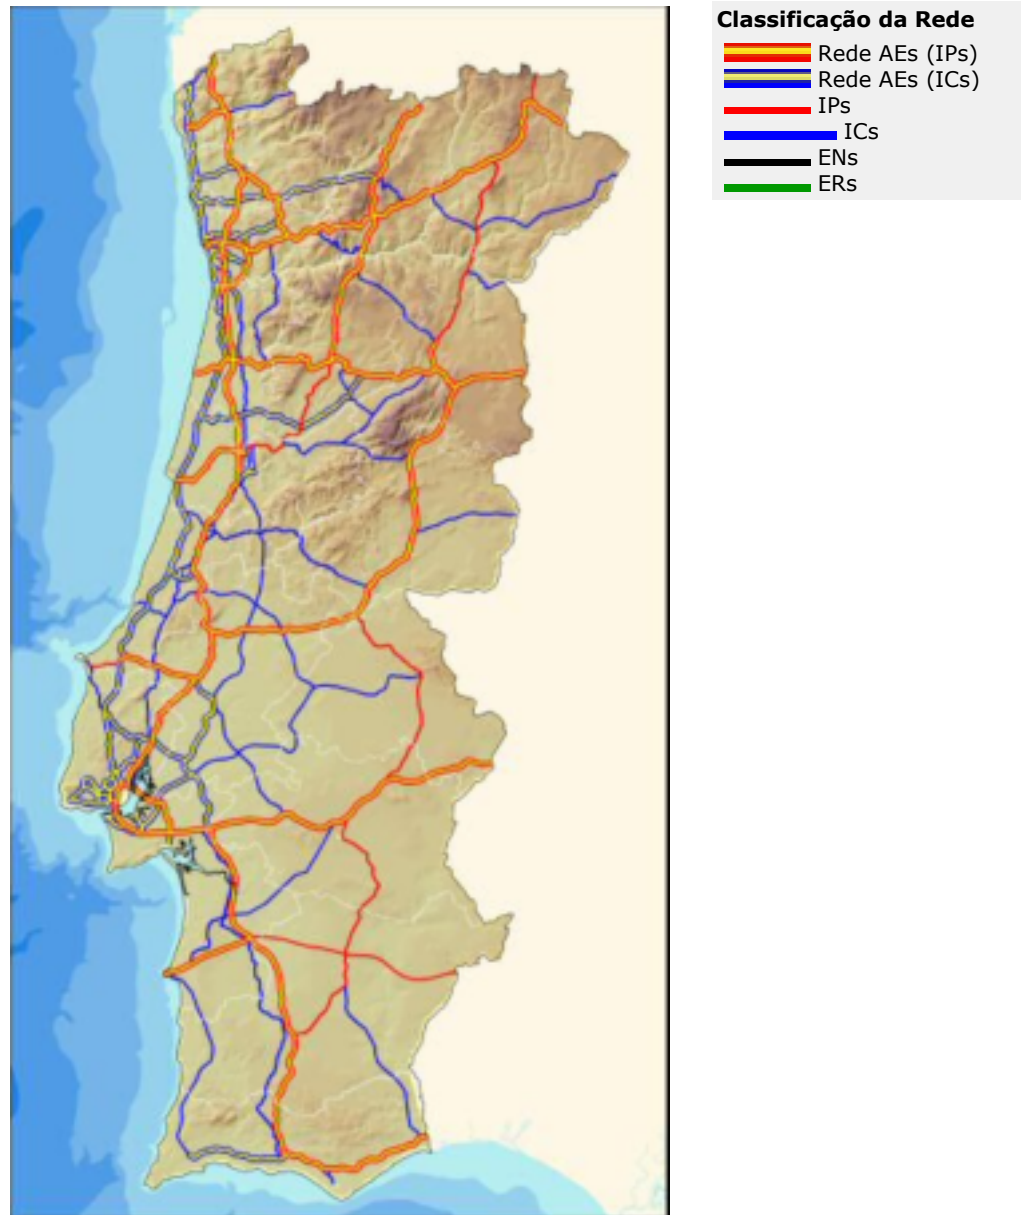 Classificação da Rede
Rede AEs (IPs)
Rede AEs (ICs)
IPs
ICs
ENs
ERs